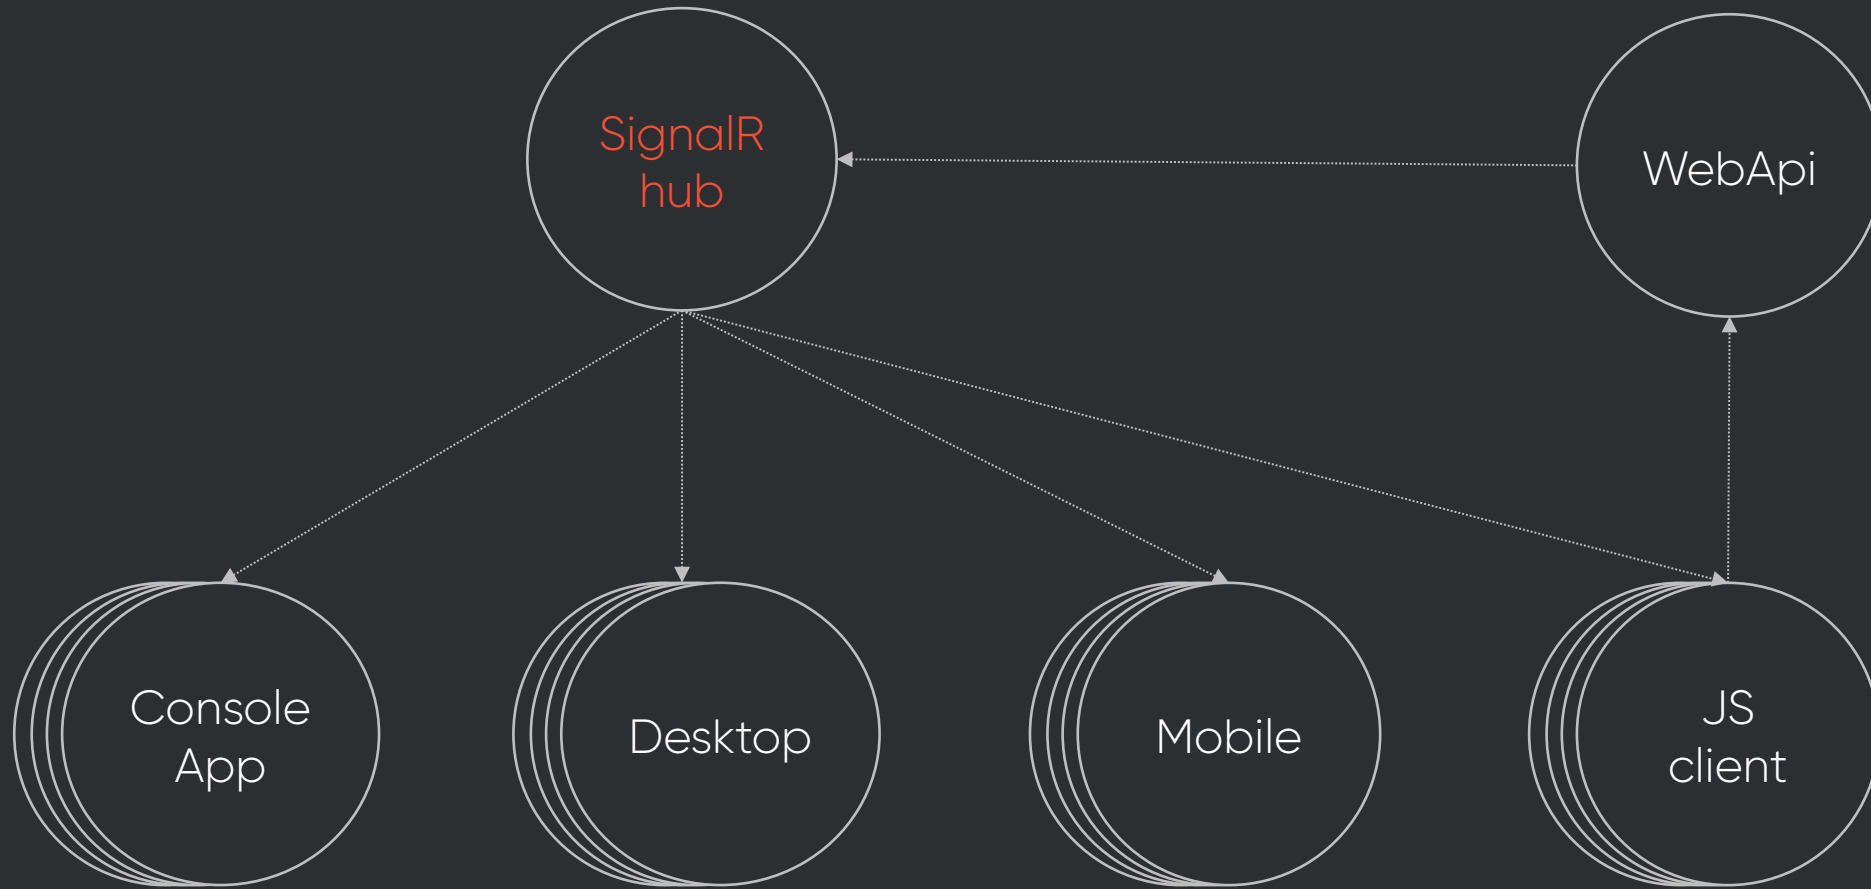 SignalR
hub
WebApi
Console
App
Desktop
Mobile
JS
client